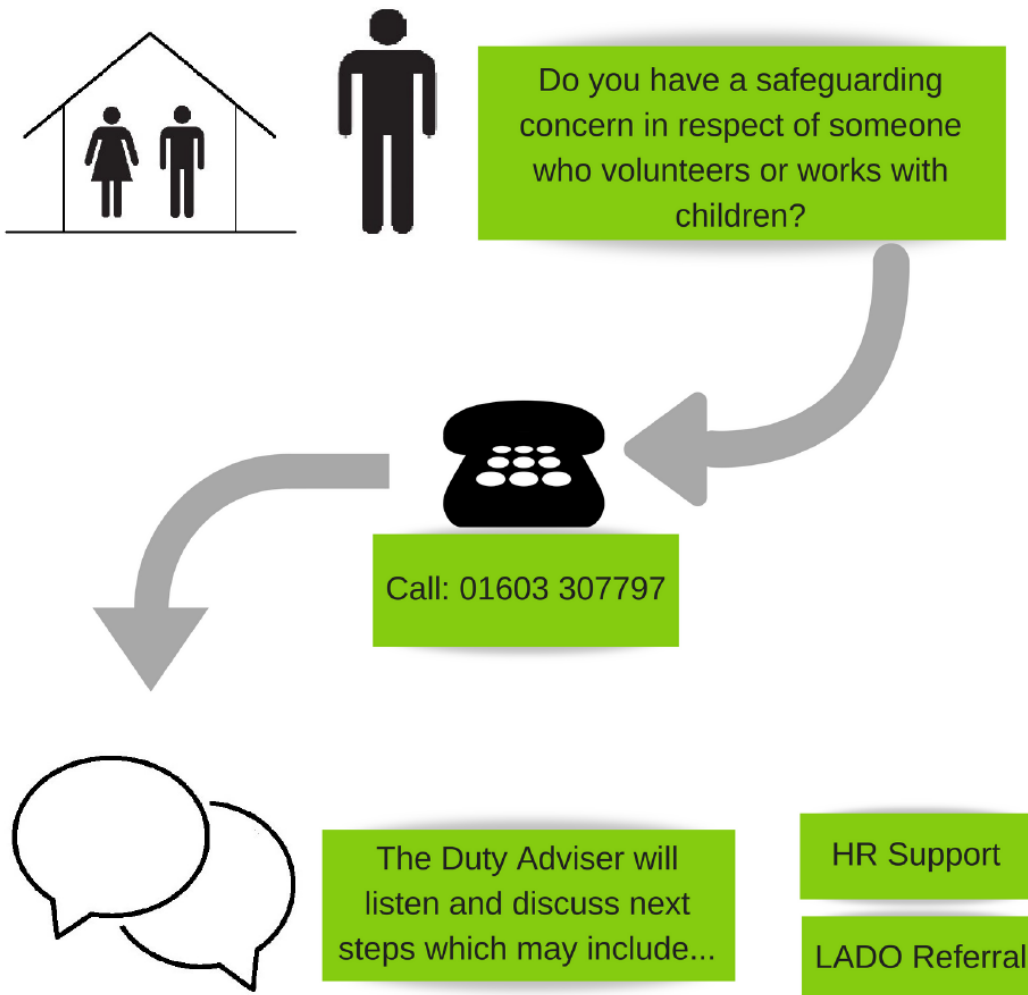 Do you have a safeguarding
concern in respect of someone
who volunteers or works with
children?
Call: 01603 307797
The Duty Adviser will
listen and discuss next
steps which may include...
HR Support
LADO Referral